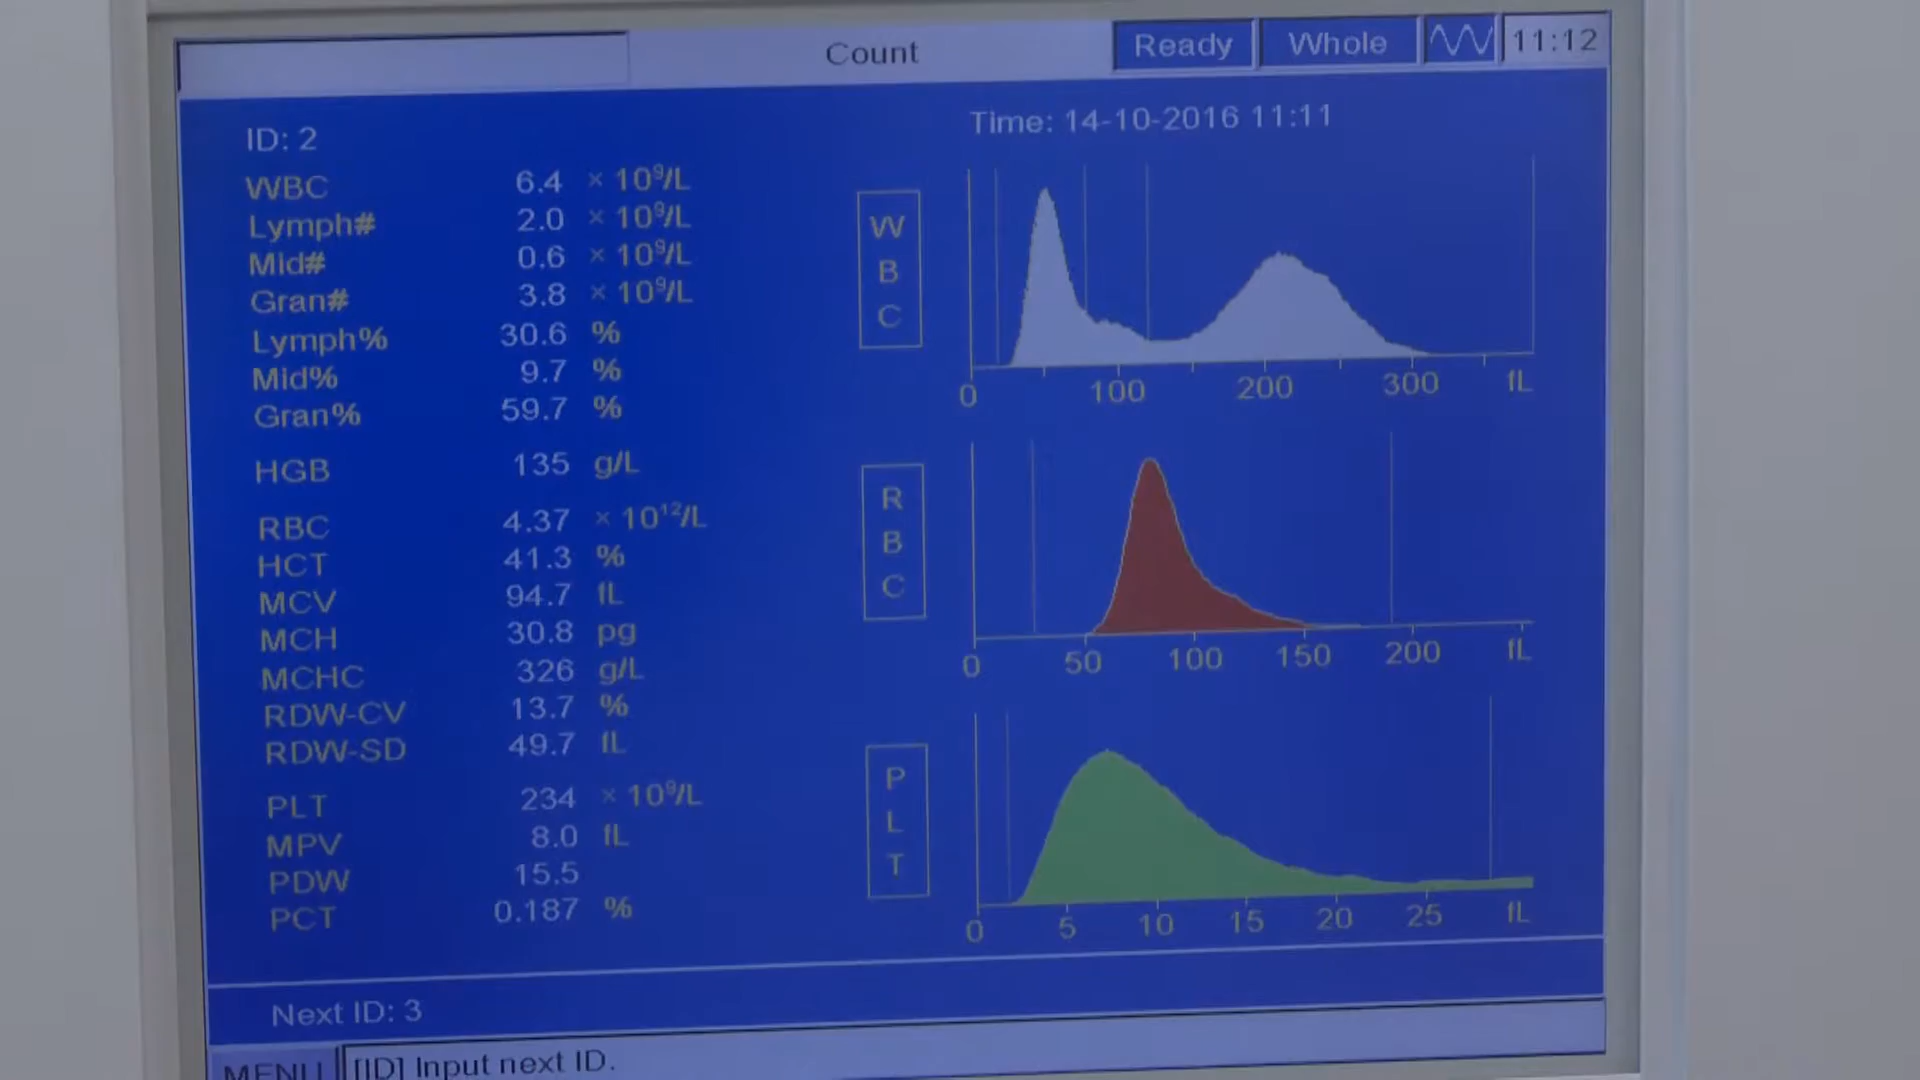 Count Ready Whole 11:12
ID: 2
Time: 14-10-2016 11:11
WBC 6.4 × 10⁹/L
Lymph# 2.0 × 10⁹/L
Mid# 0.6 × 10⁹/L
Gran# 3.8 × 10⁹/L
Lymph% 30.6 %
Mid% 9.7 %
Gran% 59.7 %
HGB 135 g/L
RBC 4.37 × 10¹²/L
HCT 41.3 %
MCV 94.7 fL
MCH 30.8 pg
MCHC 326 g/L
RDW-CV 13.7 %
RDW-SD 49.7 fL
PLT 234 × 10⁹/L
MPV 8.0 fL
PDW 15.5
PCT 0.187 %
WBC
0 100 200 300 fL
RBC
0 50 100 150 200 fL
PLT
0 5 10 15 20 25 fL
Next ID: 3
MENU [ID] Input next ID.